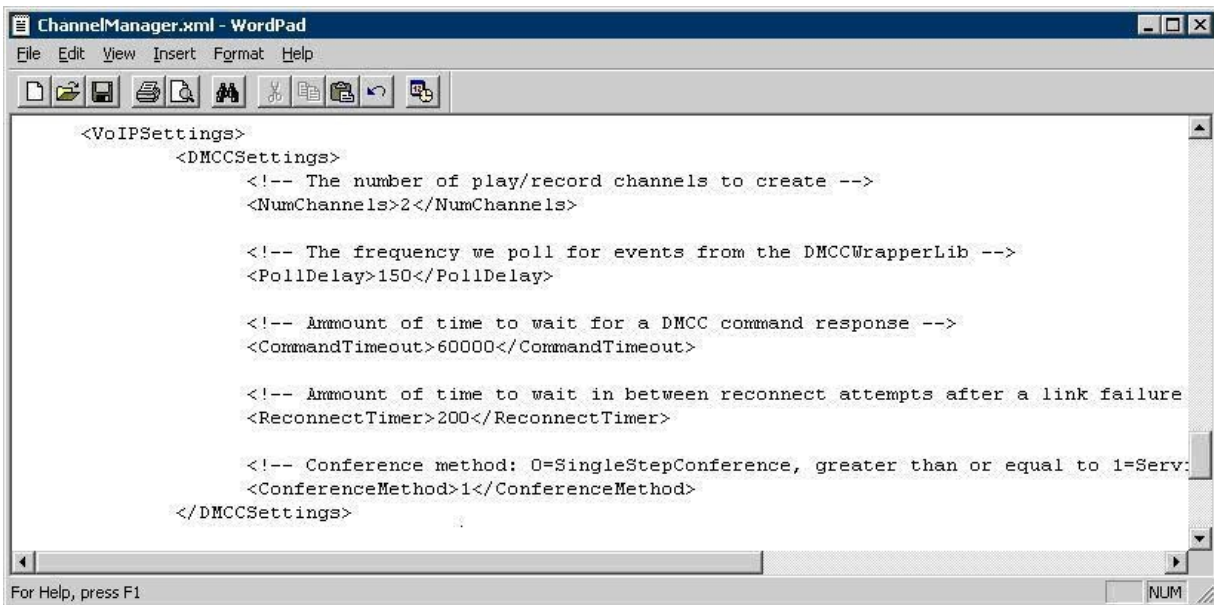 ChannelManager.xml - WordPad
File Edit View Insert Format Help
<VoIPSettings>
<DMCCSettings>
<!-- The number of play/record channels to create -->
<NumChannels>2</NumChannels>
<!-- The frequency we poll for events from the DMCCWrapperLib -->
<PollDelay>150</PollDelay>
<!-- Ammount of time to wait for a DMCC command response -->
<CommandTimeout>60000</CommandTimeout>
<!-- Ammount of time to wait in between reconnect attempts after a link failure
<ReconnectTimer>200</ReconnectTimer>
<!-- Conference method: 0=SingleStepConference, greater than or equal to 1=Serv
<ConferenceMethod>1</ConferenceMethod>
</DMCCSettings>
For Help, press F1
NUM